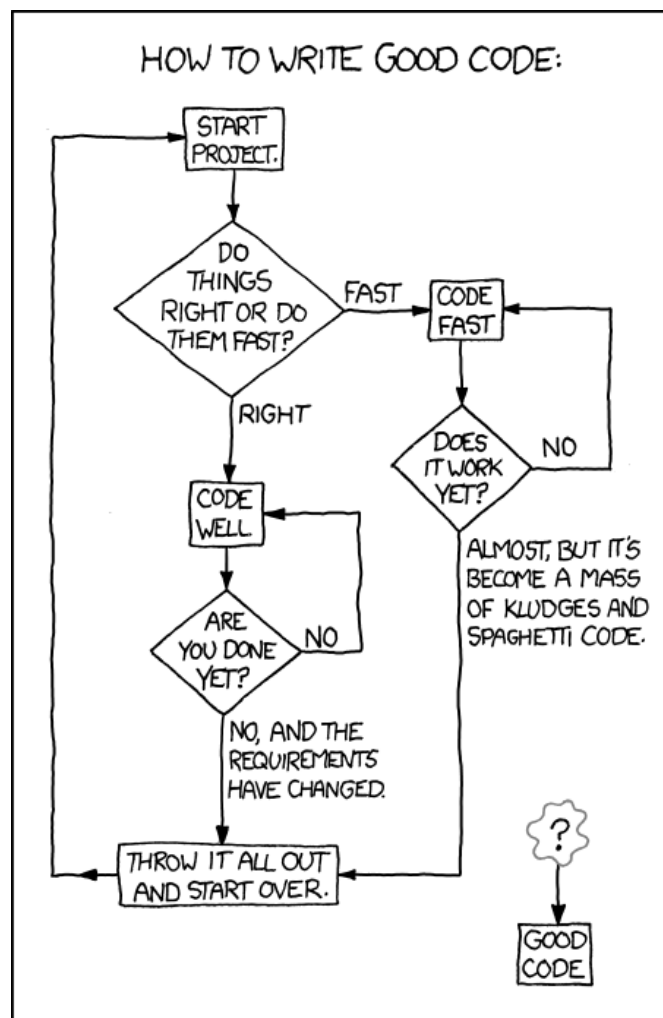 HOW TO WRITE GOOD CODE:
START
PROJECT.
DO
THINGS
RIGHT OR DO
THEM FAST?
FAST
CODE
FAST
RIGHT
DOES
IT WORK
YET?
NO
CODE
WELL.
ALMOST, BUT IT'S
BECOME A MASS
OF KLUDGES AND
SPAGHETTI CODE.
ARE
YOU DONE
YET?
NO
NO, AND THE
REQUIREMENTS
HAVE CHANGED.
THROW IT ALL OUT
AND START OVER.
?
GOOD
CODE